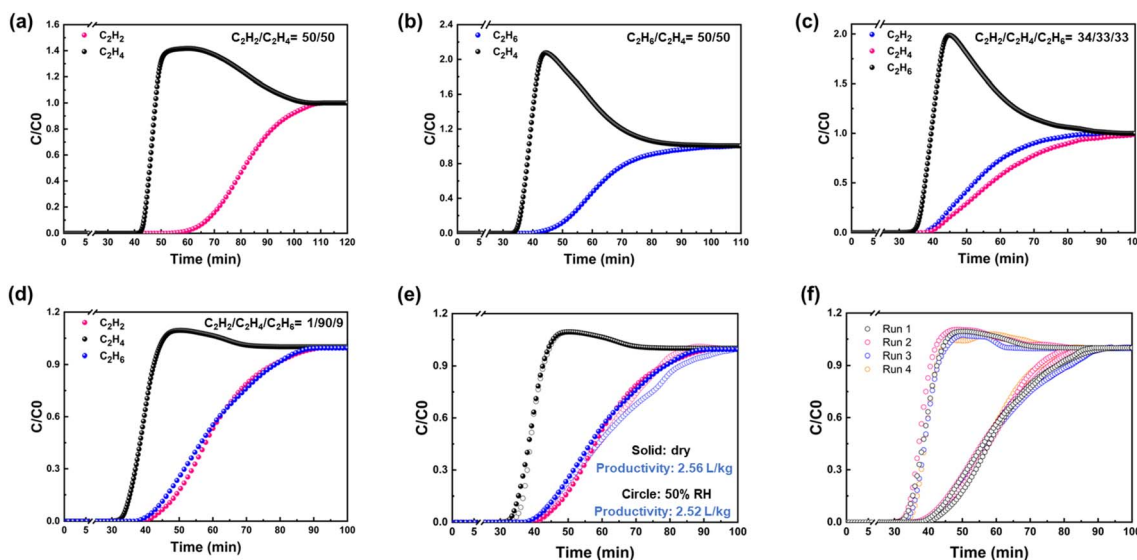 (a)
C₂H₂
C₂H₄
C₂H₂/C₂H₄= 50/50
C/C0
1.6
1.4
1.2
1.0
0.8
0.6
0.4
0.2
0.0
0 5 30 40 50 60 70 80 90 100 110 120
Time (min)
(b)
C₂H₆
C₂H₄
C₂H₆/C₂H₄= 50/50
C/C0
2.4
2.0
1.6
1.2
0.8
0.4
0.0
0 5 30 40 50 60 70 80 90 100 110
Time (min)
(c)
C₂H₂
C₂H₄
C₂H₆
C₂H₂/C₂H₄/C₂H₆= 34/33/33
C/C0
2.0
1.5
1.0
0.5
0.0
0 5 30 40 50 60 70 80 90 100
Time (min)
(d)
C₂H₂
C₂H₄
C₂H₆
C₂H₂/C₂H₄/C₂H₆= 1/90/9
C/C0
1.2
0.9
0.6
0.3
0.0
0 5 30 40 50 60 70 80 90 100
Time (min)
(e)
C/C0
1.2
0.9
0.6
0.3
0.0
Solid: dry
Productivity: 2.56 L/kg
Circle: 50% RH
Productivity: 2.52 L/kg
0 5 30 40 50 60 70 80 90 100
Time (min)
(f)
Run 1
Run 2
Run 3
Run 4
C/C0
1.2
0.9
0.6
0.3
0.0
0 5 30 40 50 60 70 80 90 100
Time (min)